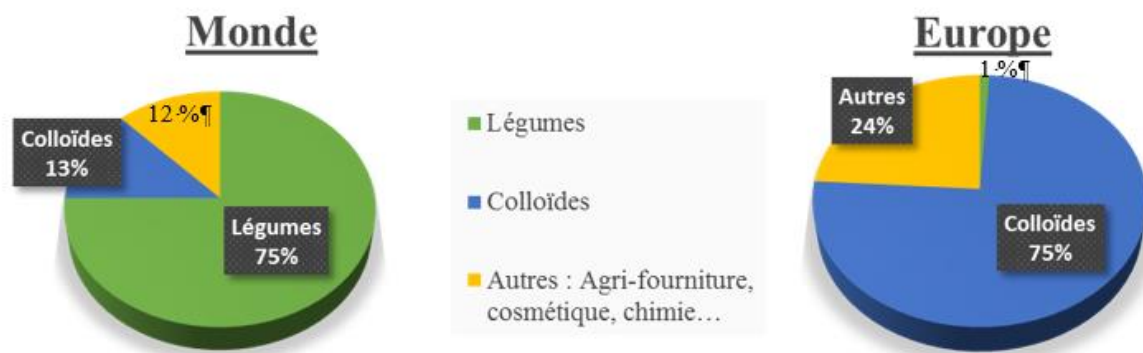 Monde
12·%¶
Colloïdes
13%
Légumes
75%
Légumes
Colloïdes
Autres : Agri-fourniture,
cosmétique, chimie…
Europe
1·%¶
Autres
24%
Colloïdes
75%